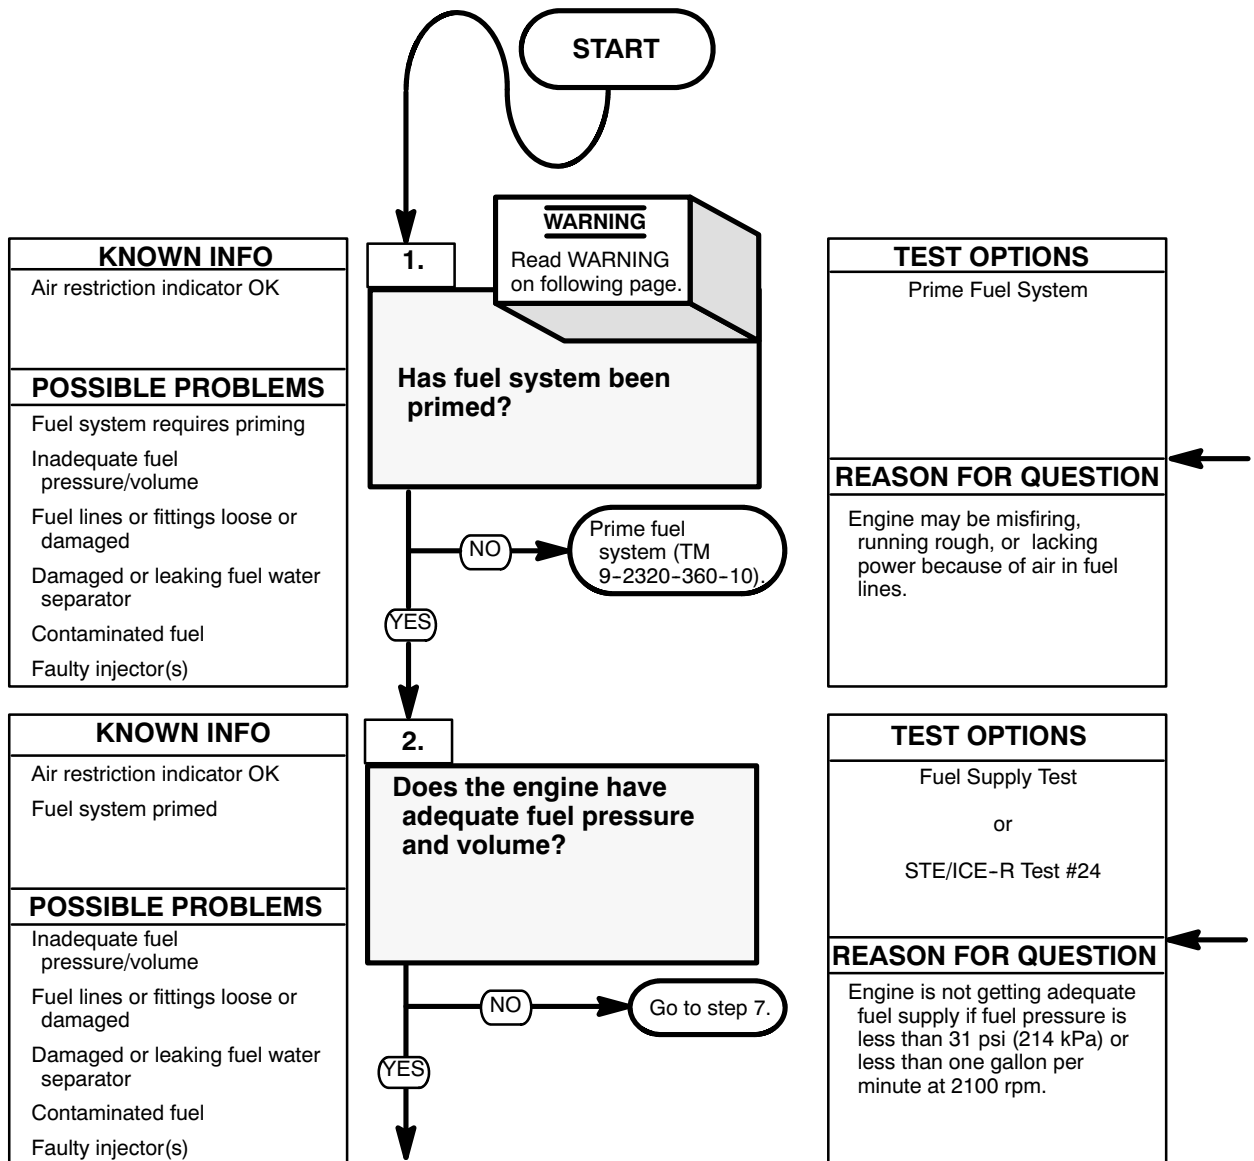 START
WARNING
Read WARNING
on following page.
KNOWN INFO
Air restriction indicator OK
POSSIBLE PROBLEMS
Fuel system requires priming
Inadequate fuel
pressure/volume
Fuel lines or fittings loose or
damaged
Damaged or leaking fuel water
separator
Contaminated fuel
Faulty injector(s)
1.
Has fuel system been
primed?
NO
Prime fuel
system (TM
9-2320-360-10).
YES
TEST OPTIONS
Prime Fuel System
REASON FOR QUESTION
Engine may be misfiring,
running rough, or lacking
power because of air in fuel
lines.
KNOWN INFO
Air restriction indicator OK
Fuel system primed
POSSIBLE PROBLEMS
Inadequate fuel
pressure/volume
Fuel lines or fittings loose or
damaged
Damaged or leaking fuel water
separator
Contaminated fuel
Faulty injector(s)
2.
Does the engine have
adequate fuel pressure
and volume?
NO
Go to step 7.
YES
TEST OPTIONS
Fuel Supply Test
or
STE/ICE-R Test #24
REASON FOR QUESTION
Engine is not getting adequate
fuel supply if fuel pressure is
less than 31 psi (214 kPa) or
less than one gallon per
minute at 2100 rpm.